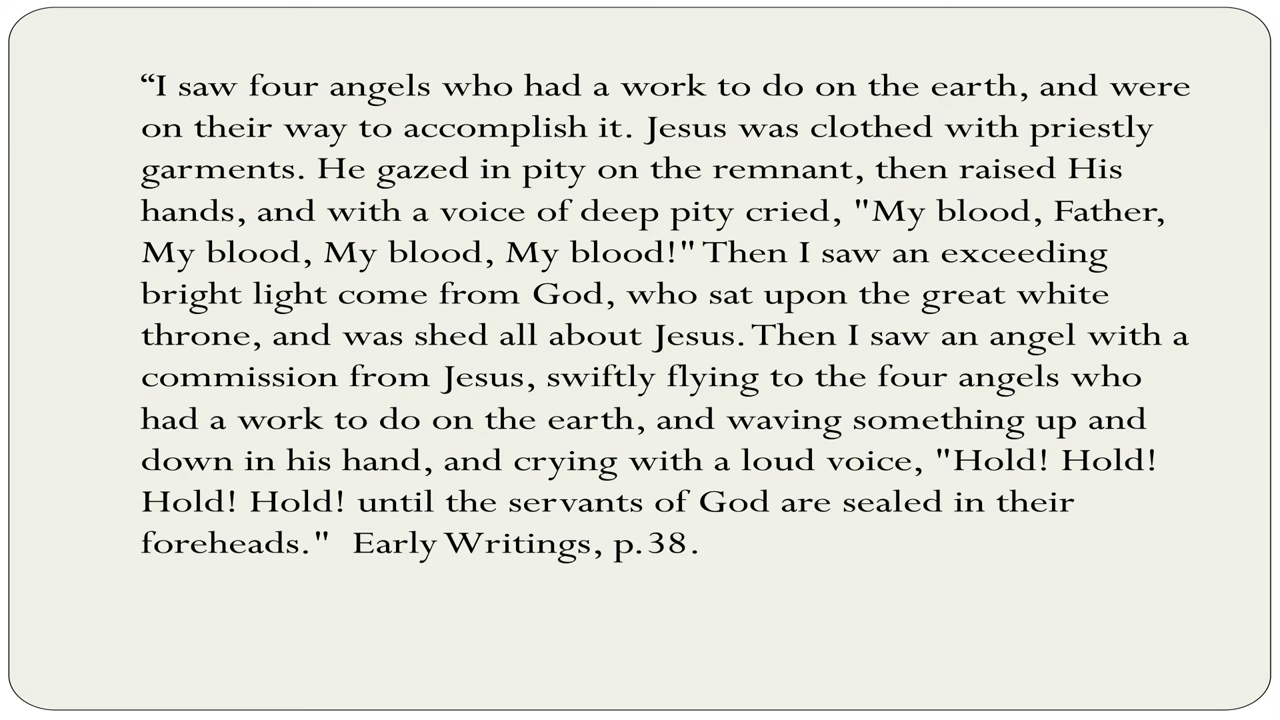 “I saw four angels who had a work to do on the earth, and were
on their way to accomplish it. Jesus was clothed with priestly
garments. He gazed in pity on the remnant, then raised His
hands, and with a voice of deep pity cried, "My blood, Father,
My blood, My blood, My blood!" Then I saw an exceeding
bright light come from God, who sat upon the great white
throne, and was shed all about Jesus. Then I saw an angel with a
commission from Jesus, swiftly flying to the four angels who
had a work to do on the earth, and waving something up and
down in his hand, and crying with a loud voice, "Hold! Hold!
Hold! Hold! until the servants of God are sealed in their
foreheads." Early Writings, p.38.